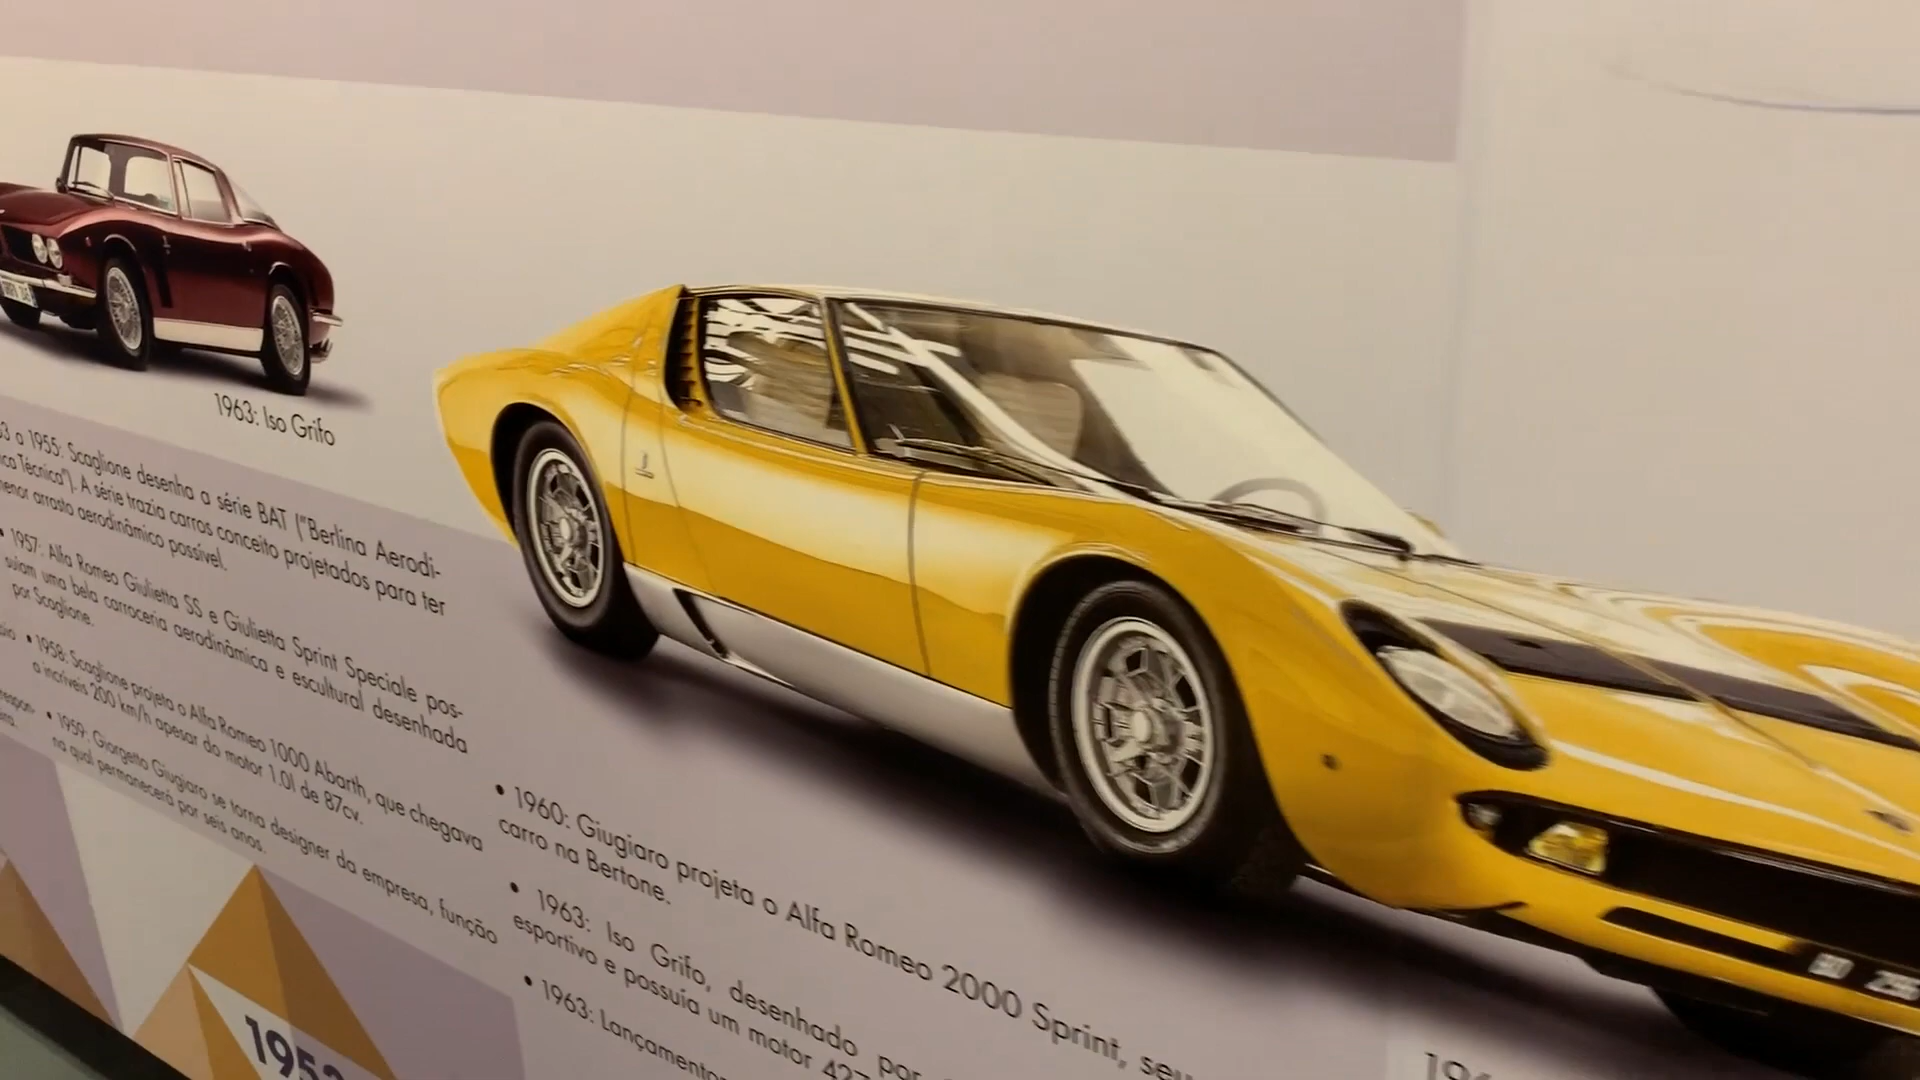 1963: Iso Grifo
o 1955: Scaglione desenha a série BAT ("Berlina Aerodi-
Técnica"). A série trazia carros conceito projetados para ter
menor arrasto aerodinâmico possível.
• 1957: Alfa Romeo Giulietta SS e Giulietta Sprint Speciale pos-
suíam uma bela carroceria aerodinâmica e escultural desenhada
por Scaglione.
• 1958: Scaglione projeta o Alfa Romeo 1000 Abarth, que chegava
a incríveis 200 km/h apesar do motor 1.0l de 87cv.
• 1959: Giorgetto Giugiaro se torna designer da empresa, função
na qual permanecerá por seis anos.
1952
• 1960: Giugiaro projeta o Alfa Romeo 2000 Sprint, seu
carro na Bertone.
• 1963: Iso Grifo, desenhado por
esportivo e possuía um motor 427
• 1963: Lançamento